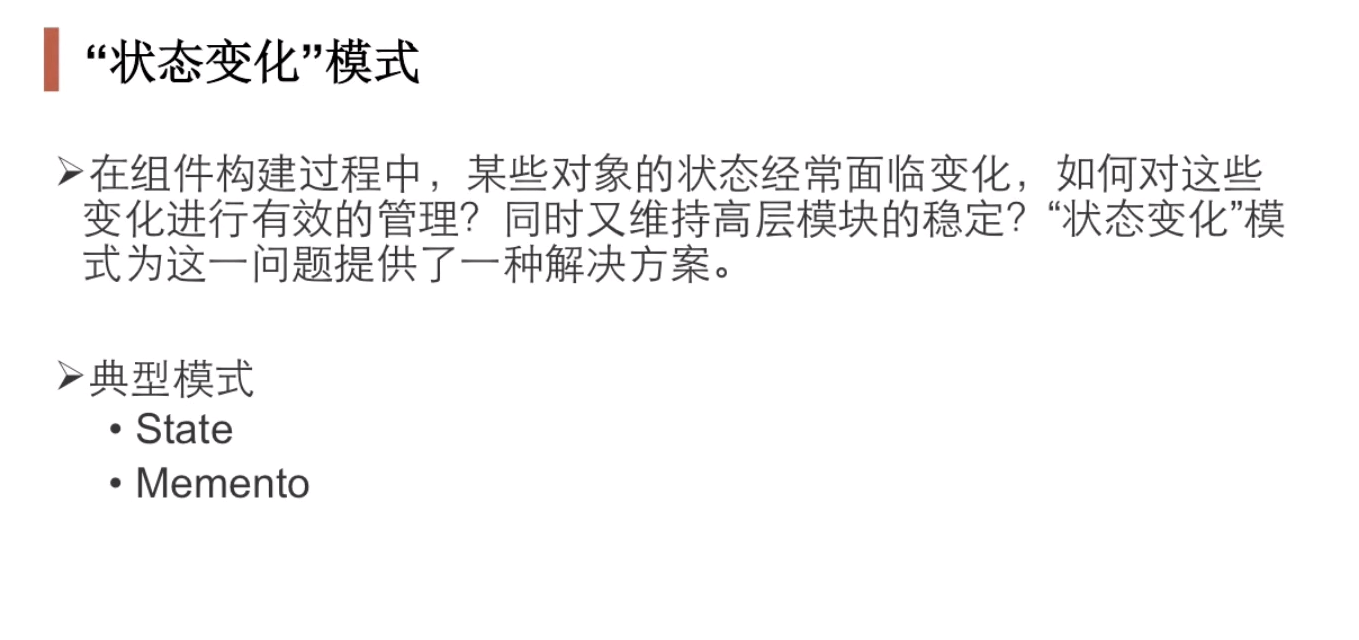 “状态变化”模式
➢在组件构建过程中，某些对象的状态经常面临变化，如何对这些
变化进行有效的管理？同时又维持高层模块的稳定？“状态变化”模
式为这一问题提供了一种解决方案。
➢典型模式
• State
• Memento